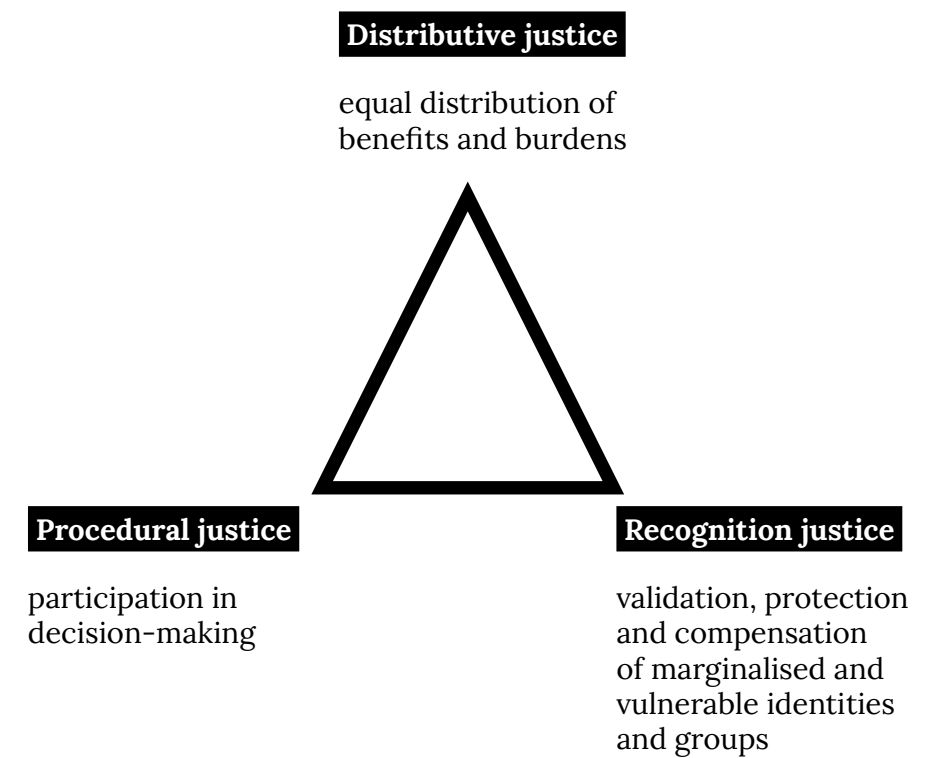 Distributive justice
equal distribution of
benefits and burdens
Procedural justice
participation in
decision-making
Recognition justice
validation, protection
and compensation
of marginalised and
vulnerable identities
and groups